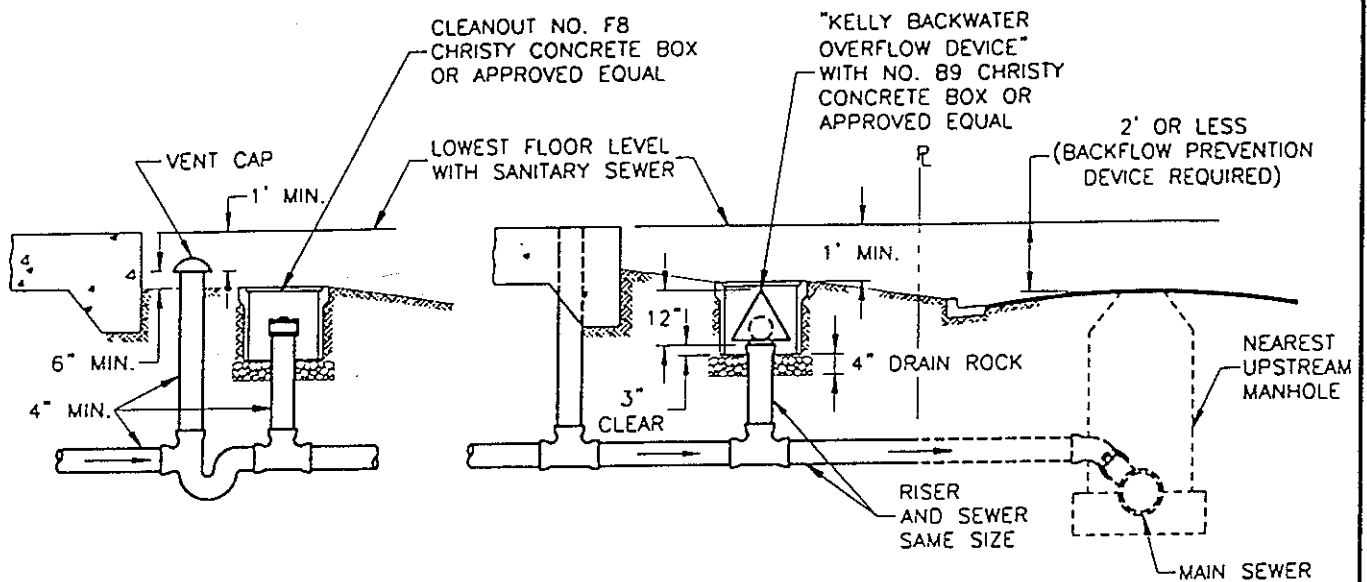 CLEANOUT NO. F8
CHRISTY CONCRETE BOX
OR APPROVED EQUAL
"KELLY BACKWATER
OVERFLOW DEVICE"
WITH NO. 89 CHRISTY
CONCRETE BOX OR
APPROVED EQUAL
2' OR LESS
(BACKFLOW PREVENTION
DEVICE REQUIRED)
PL
VENT CAP
LOWEST FLOOR LEVEL
WITH SANITARY SEWER
1' MIN.
1' MIN.
12"
6" MIN.
4" DRAIN ROCK
NEAREST
UPSTREAM
MANHOLE
4" MIN.
3"
CLEAR
RISER
AND SEWER
SAME SIZE
MAIN SEWER